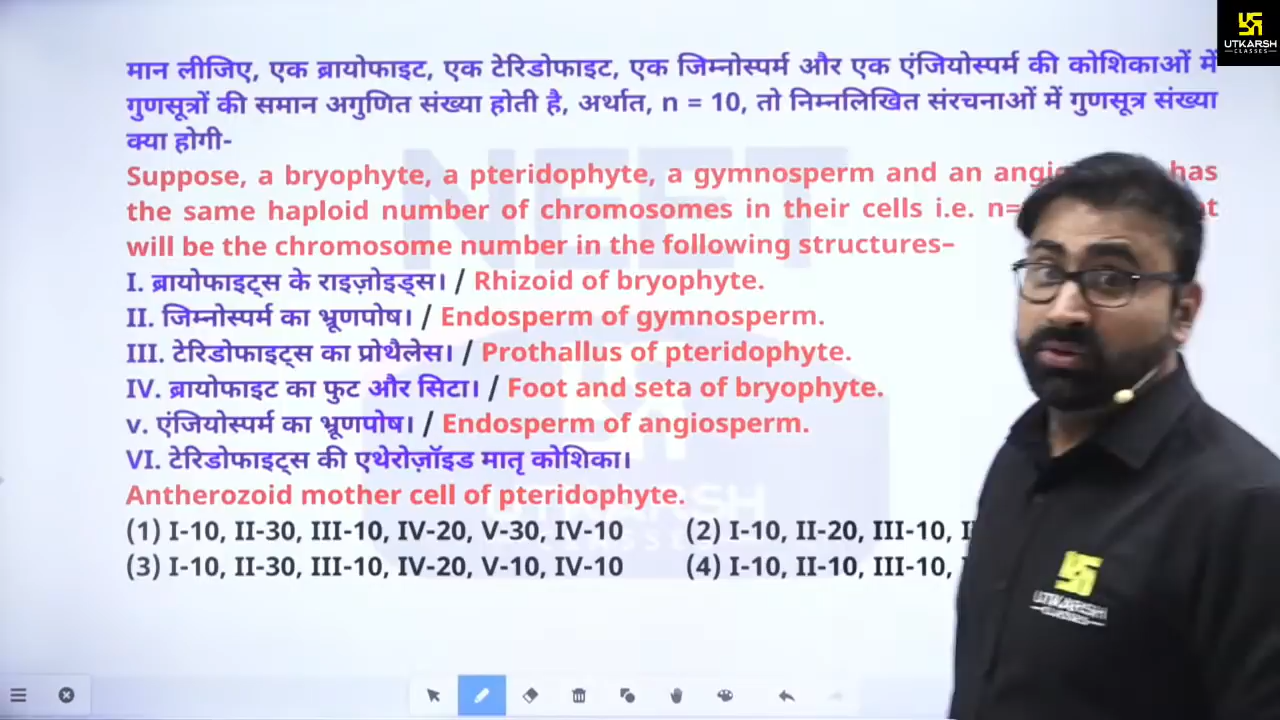 मान लीजिए, एक ब्रायोफाइट, एक टेरिडोफाइट, एक जिम्नोस्पर्म और एक एंजियोस्पर्म की कोशिकाओं में
गुणसूत्रों की समान अगुणित संख्या होती है, अर्थात, n = 10, तो निम्नलिखित संरचनाओं में गुणसूत्र संख्या
क्या होगी-
Suppose, a bryophyte, a pteridophyte, a gymnosperm and an has
the same haploid number of chromosomes in their cells i.e.
will be the chromosome number in the following structures–
I. ब्रायोफाइट्स के राइज़ोइड्स। / Rhizoid of bryophyte.
II. जिम्नोस्पर्म का भ्रूणपोष। / Endosperm of gymnosperm.
III. टेरिडोफाइट्स का प्रोथैलेस। / Prothallus of pteridophyte.
IV. ब्रायोफाइट का फुट और सिटा। / Foot and seta of bryophyte.
v. एंजियोस्पर्म का भ्रूणपोष। / Endosperm of angiosperm.
VI. टेरिडोफाइट्स की एथेरोज़ॉइड मातृ कोशिका।
Antherozoid mother cell of pteridophyte.
(1) I-10, II-30, III-10, IV-20, V-30, IV-10 (2) I-10, II-20, III-10,
(3) I-10, II-30, III-10, IV-20, V-10, IV-10 (4) I-10, II-10, III-10,
NEET
UTKARSH
CLASSES
UTKARSH
CLASSES
UTKARSH
CLASSES